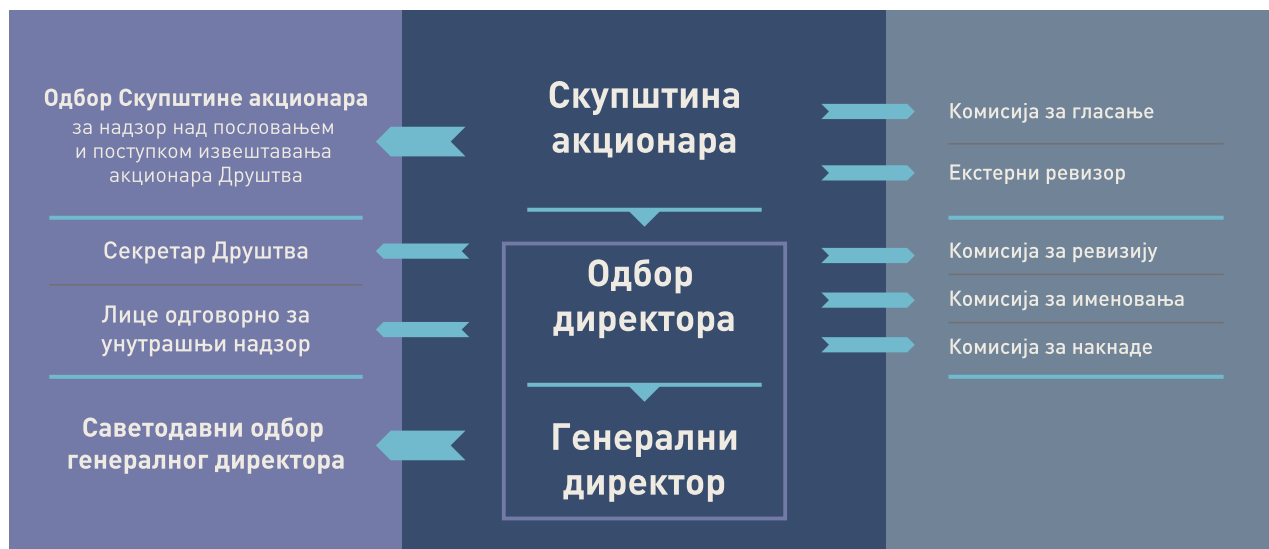 Одбор Скупштине акционара
за надзор над пословањем
и поступком извештавања
акционара Друштва
Секретар Друштва
Лице одговорно за
унутрашњи надзор
Саветодавни одбор
генералног директора
Скупштина
акционара
Одбор
директора
Генерални
директор
Комисија за гласање
Екстерни ревизор
Комисија за ревизију
Комисија за именовања
Комисија за накнаде